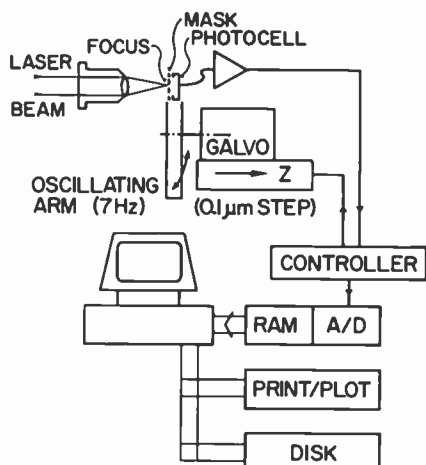 MASK
FOCUS PHOTOCELL
LASER
BEAM
GALVO
Z
OSCILLATING
ARM (7Hz)
(0.1µm STEP)
CONTROLLER
RAM A/D
PRINT/PLOT
DISK